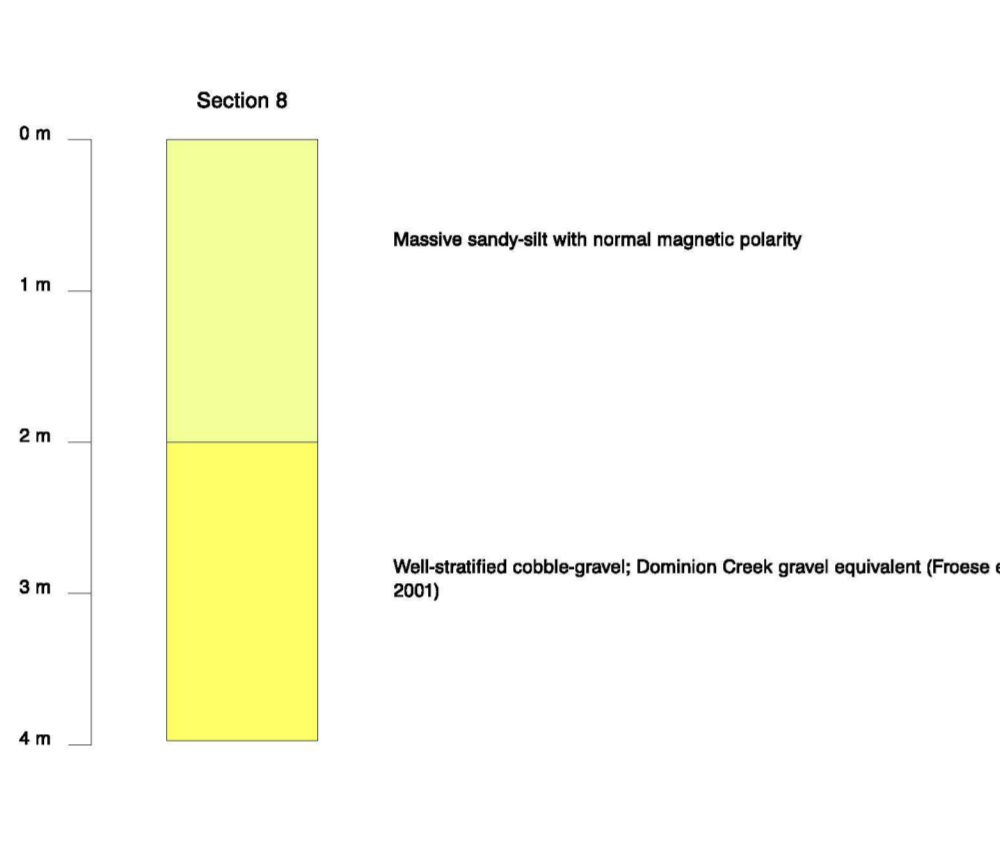 Section 8
0 m
Massive sandy-silt with normal magnetic polarity
1 m
2 m
Well-stratified cobble-gravel; Dominion Creek gravel equivalent (Froese
2001)
3 m
4 m